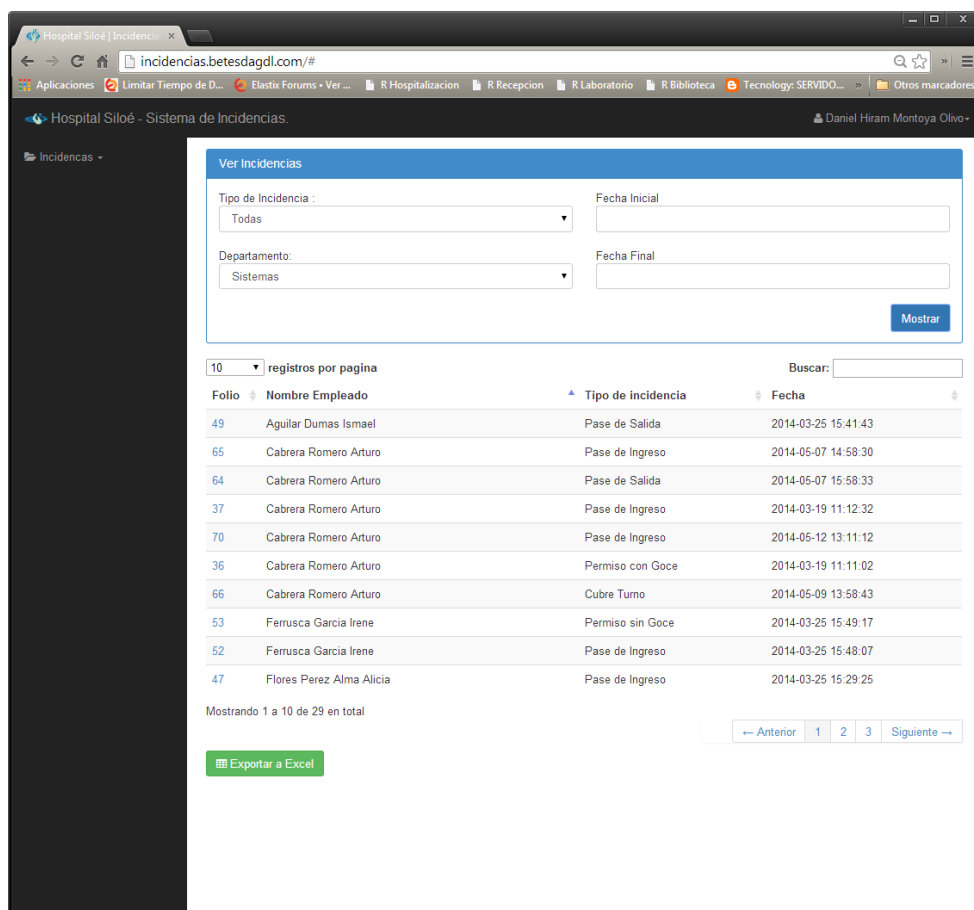 Hospital Siloé | Incidencia x
incidencias.betesdagdl.com/#
Aplicaciones Limitar Tiempo de D... Elastix Forums • Ver ... R Hospitalizacion R Recepcion R Laboratorio R Biblioteca Tecnology: SERVIDO... » Otros marcadores
Hospital Siloé - Sistema de Incidencias. Daniel Hiram Montoya Olivo
Incidencas
Ver Incidencias
Tipo de Incidencia : Fecha Inicial
Todas
Departamento: Fecha Final
Sistemas
Mostrar
10 registros por pagina Buscar:
Folio Nombre Empleado Tipo de incidencia Fecha
49 Aguilar Dumas Ismael Pase de Salida 2014-03-25 15:41:43
65 Cabrera Romero Arturo Pase de Ingreso 2014-05-07 14:58:30
64 Cabrera Romero Arturo Pase de Salida 2014-05-07 15:58:33
37 Cabrera Romero Arturo Pase de Ingreso 2014-03-19 11:12:32
70 Cabrera Romero Arturo Pase de Ingreso 2014-05-12 13:11:12
36 Cabrera Romero Arturo Permiso con Goce 2014-03-19 11:11:02
66 Cabrera Romero Arturo Cubre Turno 2014-05-09 13:58:43
53 Ferrusca Garcia Irene Permiso sin Goce 2014-03-25 15:49:17
52 Ferrusca Garcia Irene Pase de Ingreso 2014-03-25 15:48:07
47 Flores Perez Alma Alicia Pase de Ingreso 2014-03-25 15:29:25
Mostrando 1 a 10 de 29 en total
← Anterior 1 2 3 Siguiente →
Exportar a Excel